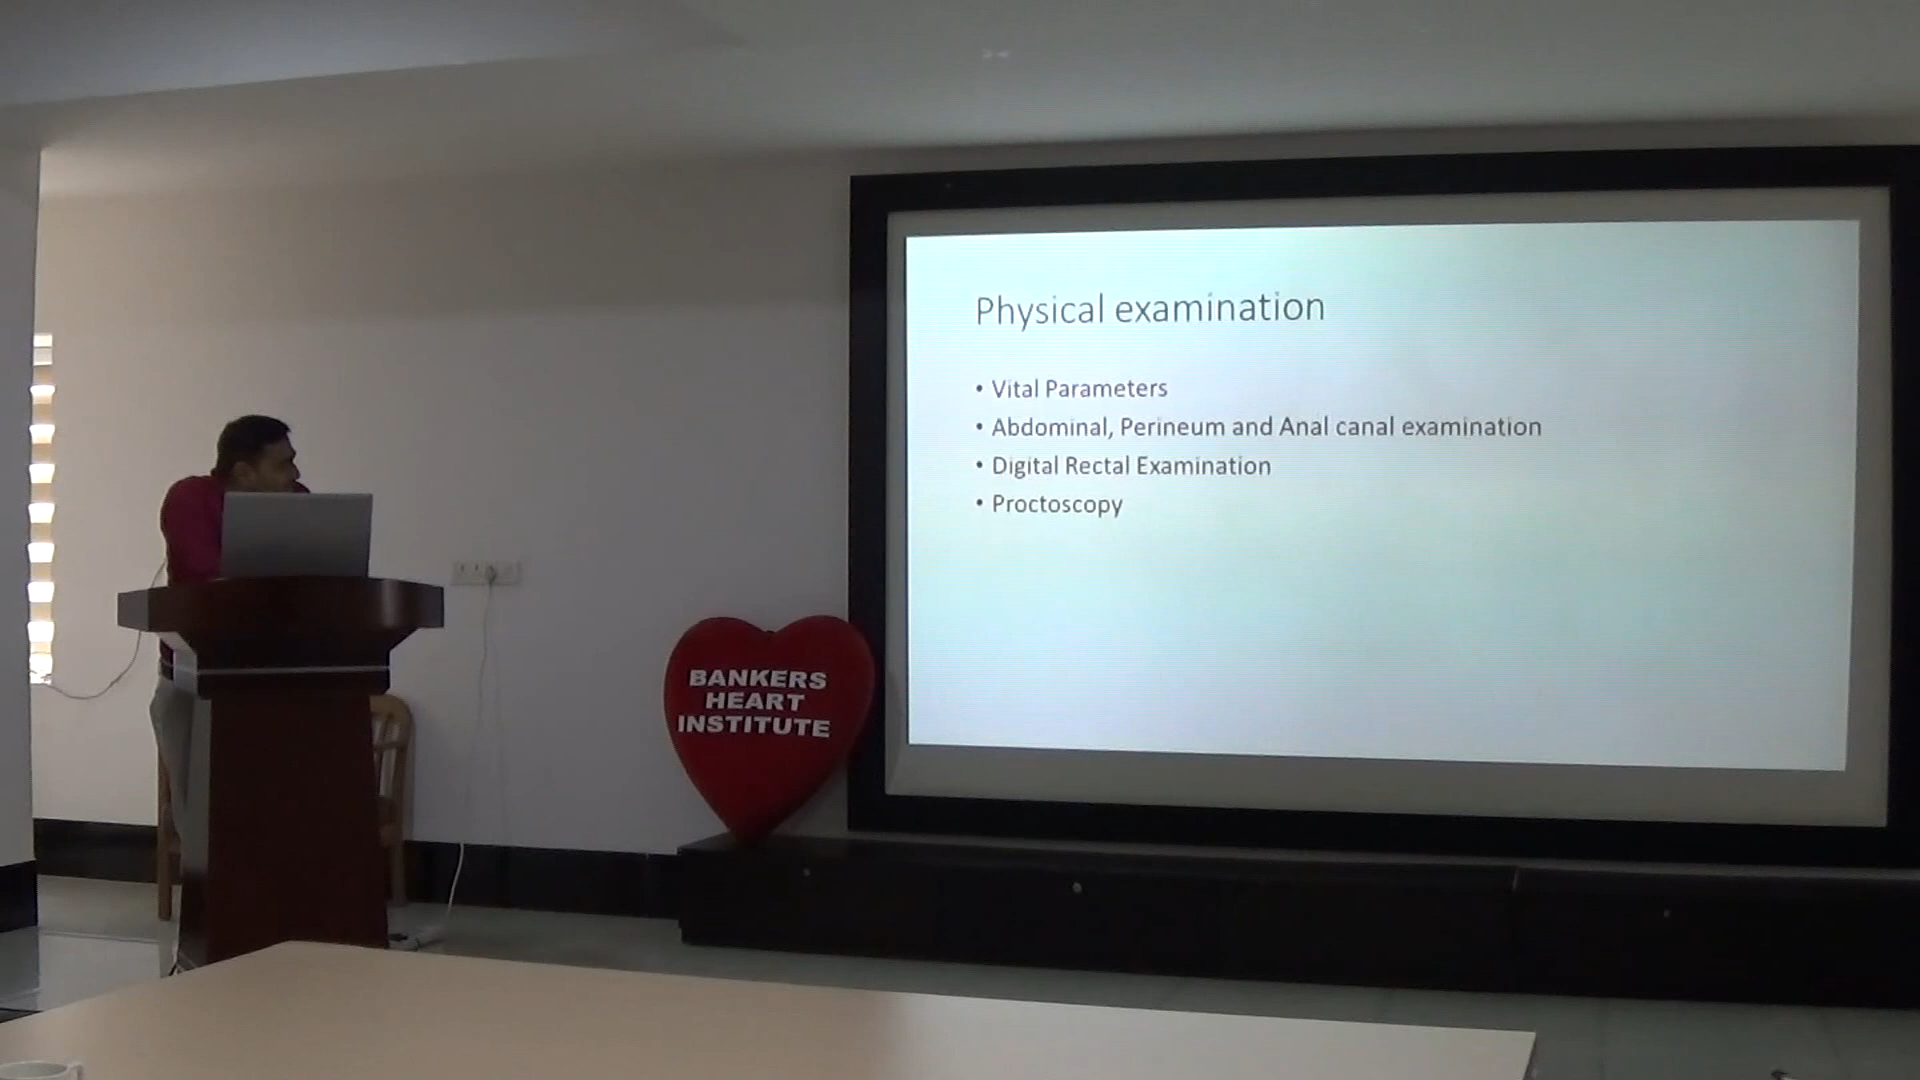 Physical examination
• Vital Parameters
• Abdominal, Perineum and Anal canal examination
• Digital Rectal Examination
• Proctoscopy
BANKERS
HEART
INSTITUTE